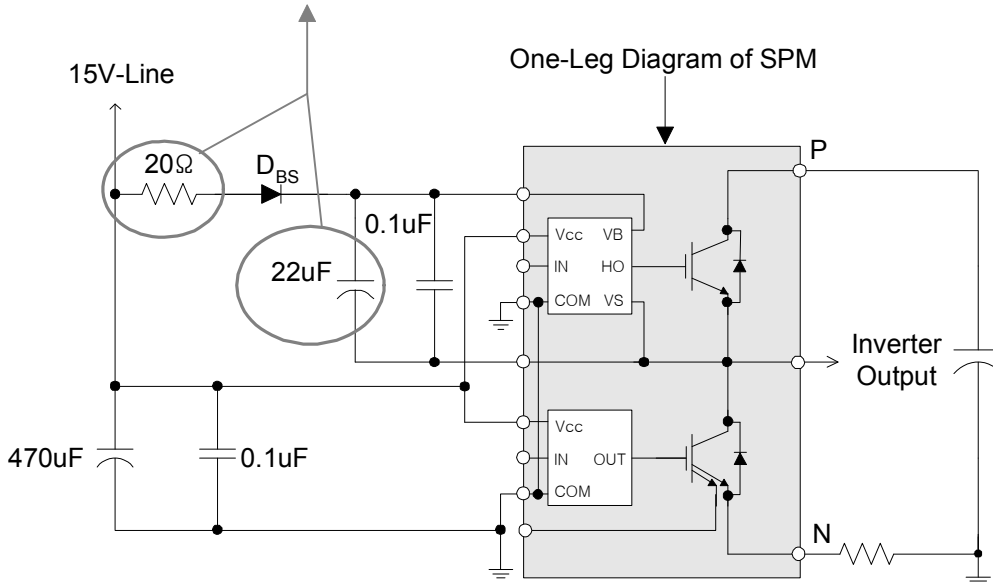 One-Leg Diagram of SPM
15V-Line
P
20Ω
D_BS
0.1uF
Vcc VB
22uF
IN HO
COM VS
Inverter
Output
Vcc
470uF
0.1uF
IN OUT
COM
N